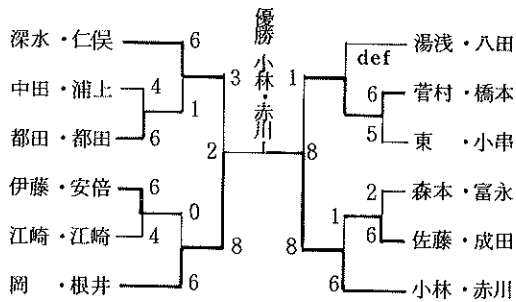 優勝 小林・赤川
深水・仁俣
中田・浦上
都田・都田
伊藤・安倍
江崎・江崎
岡・根井
6
4
1
6
6
0
4
6
3
2
8
1
8
8
def
6
5
2
1
6
6
湯浅・八田
菅村・橋本
東・小串
森本・富永
佐藤・成田
小林・赤川